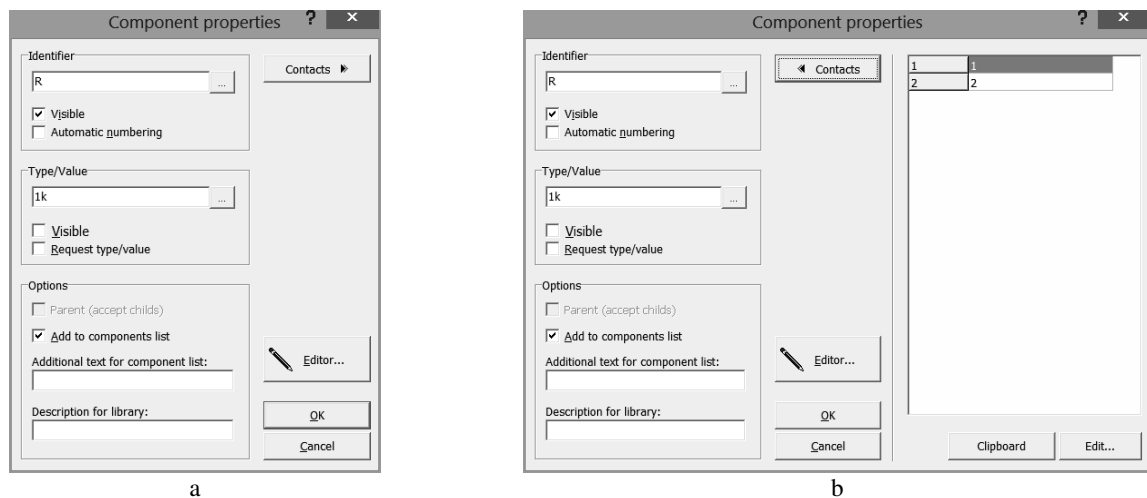 Component properties ? x
Identifier
Contacts
R
...
Visible
Automatic numbering
Type/Value
1k
...
Visible
Request type/value
Options
Parent (accept childs)
Add to components list
Additional text for component list:
Editor...
Description for library:
OK
Cancel
a
Component properties ? x
Identifier
Contacts
R
...
Visible
Automatic numbering
Type/Value
1k
...
Visible
Request type/value
Options
Parent (accept childs)
Add to components list
Additional text for component list:
Editor...
Description for library:
OK
Cancel
1 1
2 2
Clipboard Edit...
b